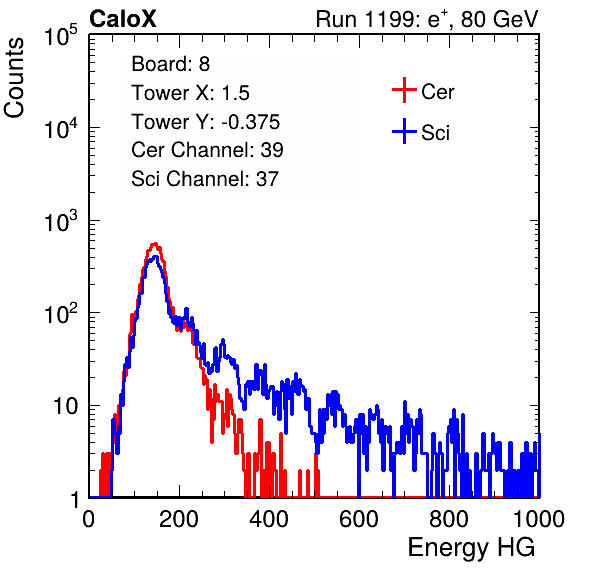 CaloX Run 1199: e⁺, 80 GeV
Board: 8
Tower X: 1.5
Tower Y: -0.375
Cer Channel: 39
Sci Channel: 37
Cer
Sci
Counts
10⁵
10⁴
10³
10²
10
1
0 200 400 600 800 1000
Energy HG